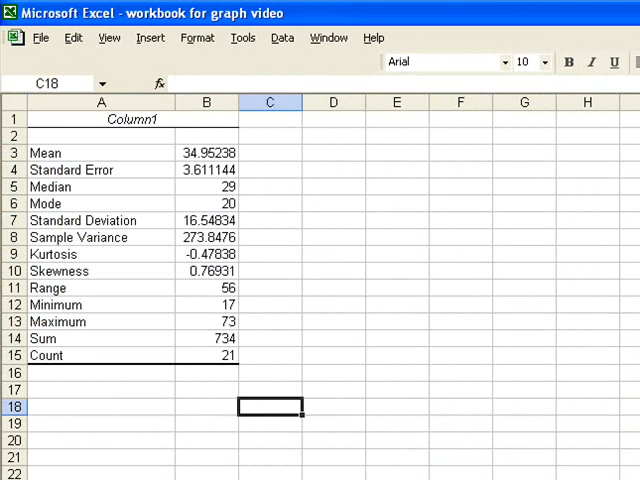 Microsoft Excel - workbook for graph video
File Edit View Insert Format Tools Data Window Help
Arial 10 B I U
C18 fx
A B C D E F G H
1 Column1
2
3 Mean 34.95238
4 Standard Error 3.611144
5 Median 29
6 Mode 20
7 Standard Deviation 16.54834
8 Sample Variance 273.8476
9 Kurtosis -0.47838
10 Skewness 0.76931
11 Range 56
12 Minimum 17
13 Maximum 73
14 Sum 734
15 Count 21
16
17
18
19
20
21
22